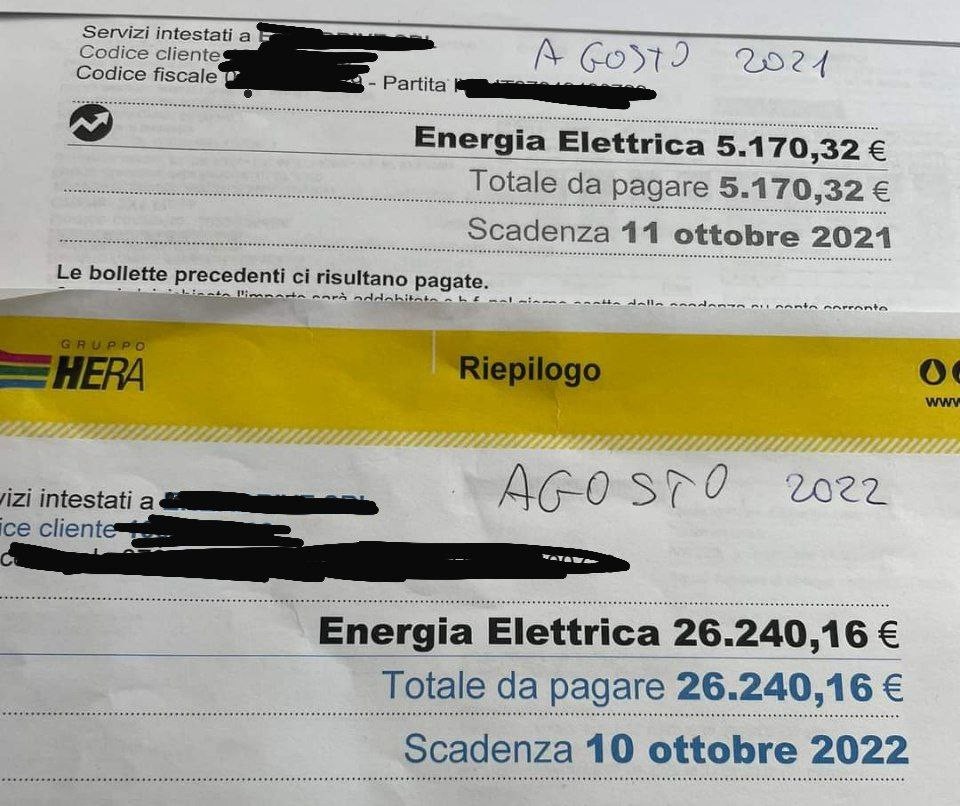 Servizi intestati a
AGOSTO 2021
Codice cliente
Codice fiscale - Partita
Energia Elettrica 5.170,32 €
Totale da pagare 5.170,32 €
Scadenza 11 ottobre 2021
Le bollette precedenti ci risultano pagate.
GRUPPO
HERA
Riepilogo
www
AGOSTO 2022
vizi intestati a
ice cliente
Energia Elettrica 26.240,16 €
Totale da pagare 26.240,16 €
Scadenza 10 ottobre 2022